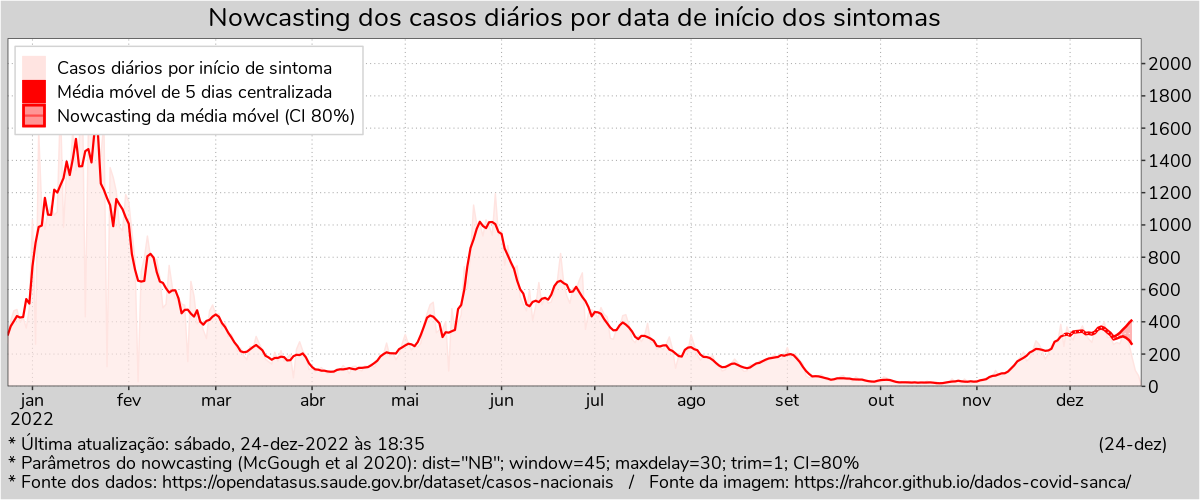 Nowcasting dos casos diários por data de início dos sintomas
Casos diários por início de sintoma
Média móvel de 5 dias centralizada
Nowcasting da média móvel (CI 80%)
2000
1800
1600
1400
1200
1000
800
600
400
200
0
jan fev mar abr mai jun jul ago set out nov dez
2022
* Última atualização: sábado, 24-dez-2022 às 18:35 (24-dez)
* Parâmetros do nowcasting (McGough et al 2020): dist="NB"; window=45; maxdelay=30; trim=1; CI=80%
* Fonte dos dados: https://opendatasus.saude.gov.br/dataset/casos-nacionais / Fonte da imagem: https://rahcor.github.io/dados-covid-sanca/